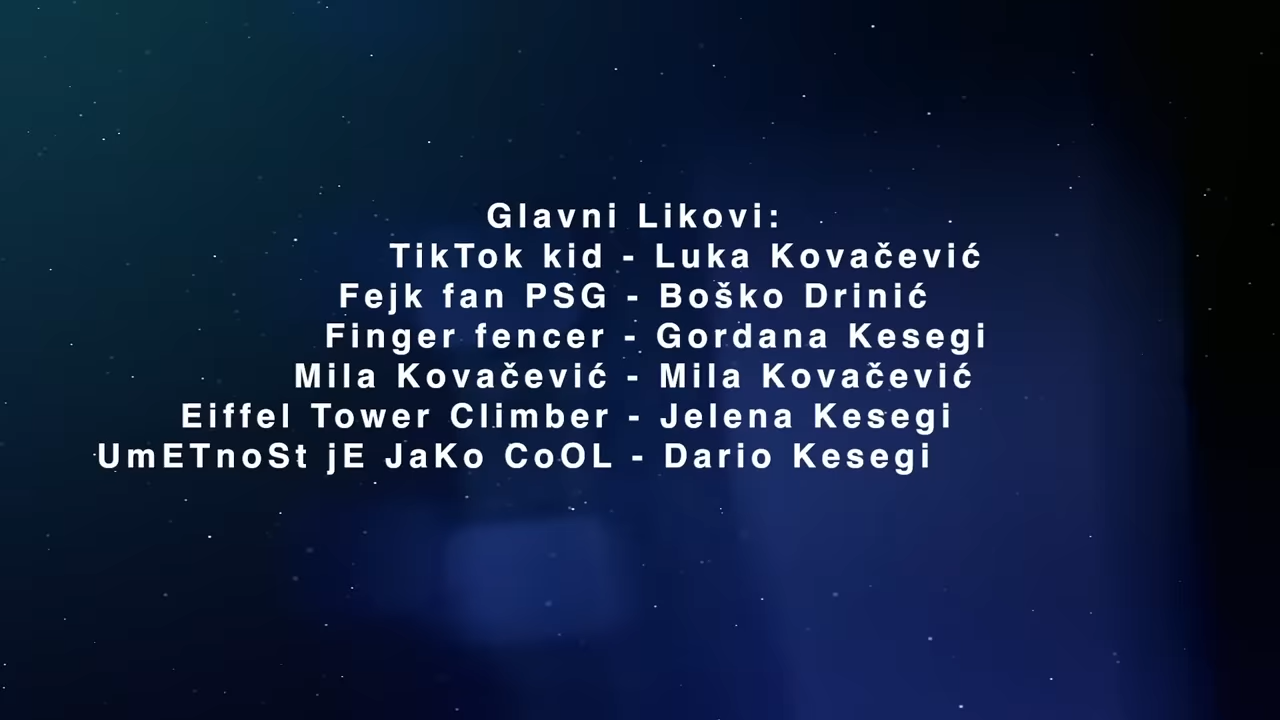 Glavni Likovi:
TikTok kid - Luka Kovačević
Fejk fan PSG - Boško Drinić
Finger fencer - Gordana Kesegi
Mila Kovačević - Mila Kovačević
Eiffel Tower Climber - Jelena Kesegi
UmETnoSt jE JaKo CoOL - Dario Kesegi